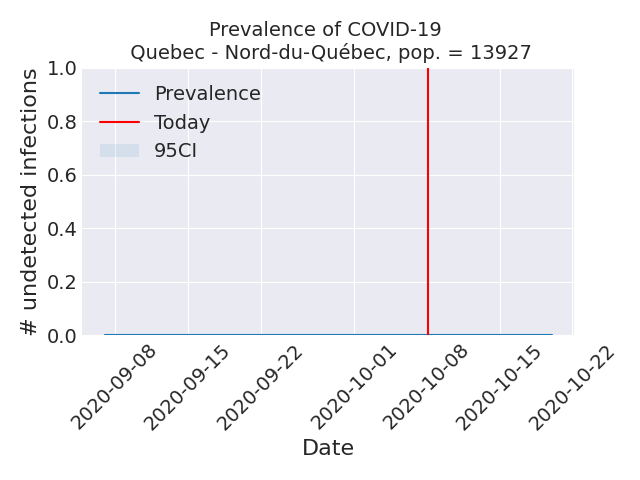 Prevalence of COVID-19
Quebec - Nord-du-Québec, pop. = 13927
# undetected infections
1.0
0.8
0.6
0.4
0.2
0.0
Prevalence
Today
95CI
2020-09-08
2020-09-15
2020-09-22
2020-10-01
2020-10-08
2020-10-15
2020-10-22
Date